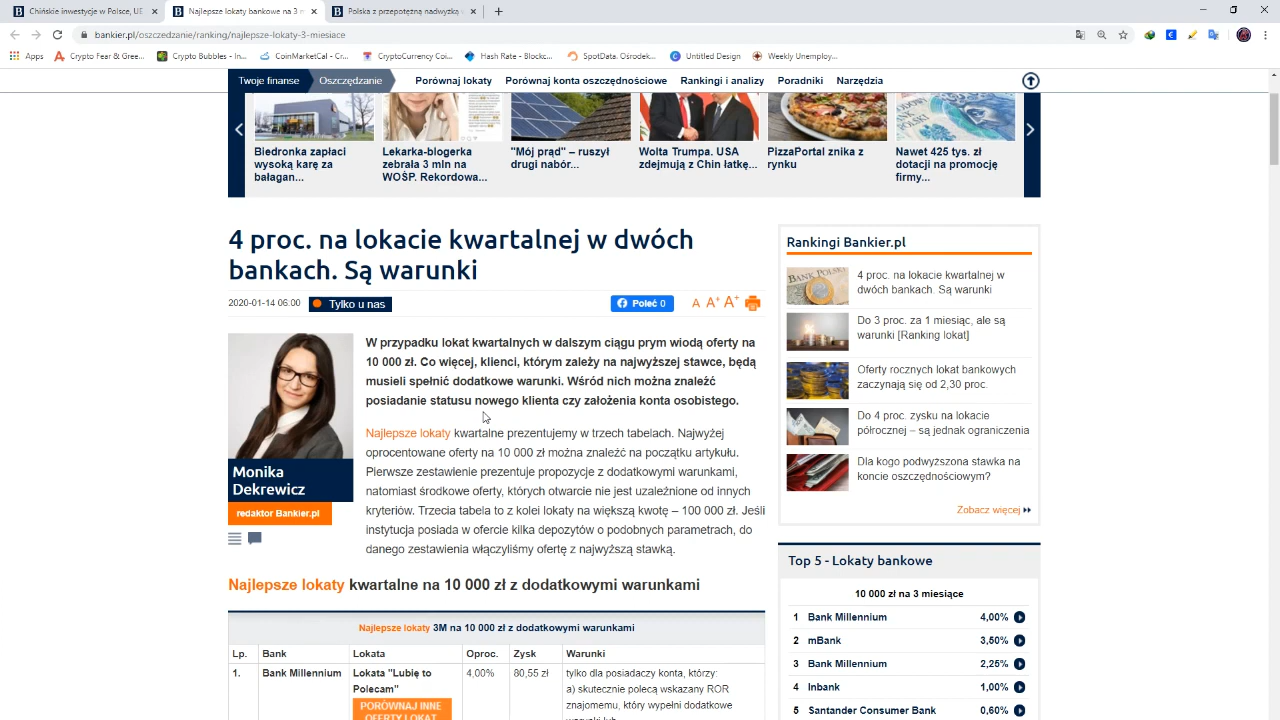 Chińskie inwestycje w Polsce, UE
Najlepsze lokaty bankowe na 3 m
Polska z przepotężną nadwyżką
bankier.pl/oszczedzanie/ranking/najlepsze-lokaty-3-miesiace
Apps
Crypto Fear & Gree...
Crypto Bubbles - In...
CoinMarketCal - Cr...
CryptoCurrency Coi...
Hash Rate - Blockc...
SpotData. Ośrodek...
Untitled Design
Weekly Unemploy...
Twoje finanse
Oszczędzanie
Porównaj lokaty
Porównaj konta oszczędnościowe
Rankingi i analizy
Poradniki
Narzędzia
Biedronka zapłaci
wysoką karę za
bałagan...
Lekarka-blogerka
zebrała 3 mln na
WOŚP. Rekordowa...
"Mój prąd" – ruszył
drugi nabór...
Wolta Trumpa. USA
zdejmują z Chin łatkę...
PizzaPortal znika z
rynku
Nawet 425 tys. zł
dotacji na promocję
firmy...
4 proc. na lokacie kwartalnej w dwóch
bankach. Są warunki
2020-01-14 06:00
Tylko u nas
Poleć 0
A A+ A+
Monika
Dekrewicz
redaktor Bankier.pl
W przypadku lokat kwartalnych w dalszym ciągu prym wiodą oferty na
10 000 zł. Co więcej, klienci, którym zależy na najwyższej stawce, będą
musieli spełnić dodatkowe warunki. Wśród nich można znaleźć
posiadanie statusu nowego klienta czy założenia konta osobistego.
Najlepsze lokaty kwartalne prezentujemy w trzech tabelach. Najwyżej
oprocentowane oferty na 10 000 zł można znaleźć na początku artykułu.
Pierwsze zestawienie prezentuje propozycje z dodatkowymi warunkami,
natomiast środkowe oferty, których otwarcie nie jest uzależnione od innych
kryteriów. Trzecia tabela to z kolei lokaty na większą kwotę – 100 000 zł. Jeśli
instytucja posiada w ofercie kilka depozytów o podobnych parametrach, do
danego zestawienia włączyliśmy ofertę z najwyższą stawką.
Najlepsze lokaty kwartalne na 10 000 zł z dodatkowymi warunkami
Najlepsze lokaty 3M na 10 000 zł z dodatkowymi warunkami
Lp. Bank Lokata Oproc. Zysk Warunki
1. Bank Millennium Lokata "Lubię to 4,00% 80,55 zł tylko dla posiadaczy konta, którzy:
Polecam" a) skutecznie polecą wskazany ROR
PORÓWNAJ INNE znajomemu, który wypełni dodatkowe
OFERTY LOKAT
Rankingi Bankier.pl
BANK POLSKI
4 proc. na lokacie kwartalnej w
dwóch bankach. Są warunki
Do 3 proc. za 1 miesiąc, ale są
warunki [Ranking lokat]
Oferty rocznych lokat bankowych
zaczynają się od 2,30 proc.
Do 4 proc. zysku na lokacie
półrocznej – są jednak ograniczenia
Dla kogo podwyższona stawka na
koncie oszczędnościowym?
Zobacz więcej
Top 5 - Lokaty bankowe
10 000 zł na 3 miesiące
1 Bank Millennium 4,00%
2 mBank 3,50%
3 Bank Millennium 2,25%
4 Inbank 1,00%
5 Santander Consumer Bank 0,60%